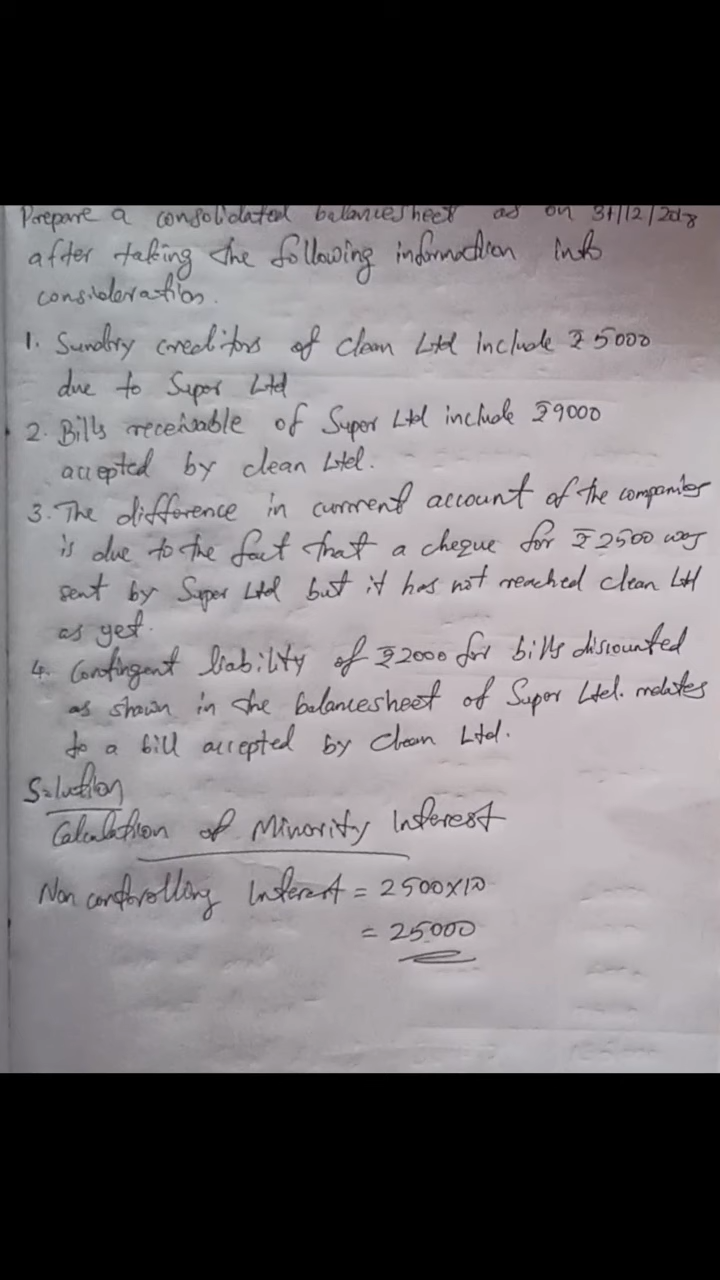 Prepare a consolidated balancesheet as on 31/12/2018
after taking the following information into
consideration.
1. Sundry creditors of clean Ltd include ₹5000
due to Super Ltd
2. Bills receivable of Super Ltd include ₹9000
accepted by clean Ltd.
3. The difference in current account of the companies
is due to the fact that a cheque for ₹2500 was
sent by Super Ltd but it has not reached clean Ltd
as yet.
4. Contingent liability of ₹2000 for bills discounted
as shown in the balancesheet of Super Ltd. relates
to a bill accepted by Clean Ltd.
Solution
Calculation of Minority Interest
Non controlling Interest = 2500×10
= 25000